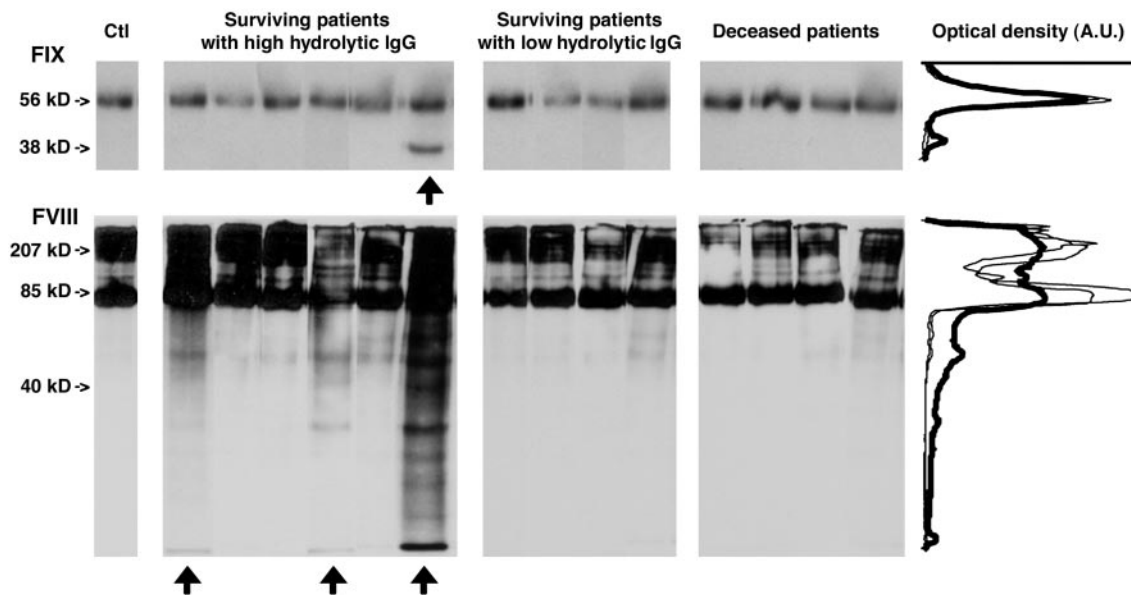 Ctl
Surviving patients
with high hydrolytic IgG
Surviving patients
with low hydrolytic IgG
Deceased patients
Optical density (A.U.)
FIX
56 kD ->
38 kD ->
FVIII
207 kD ->
85 kD ->
40 kD ->